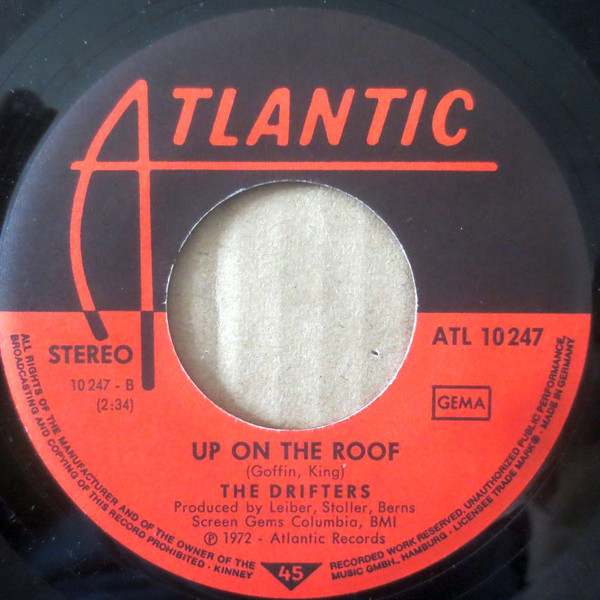 ATLANTIC
STEREO
ATL 10247
10 247 - B
(2:34)
GEMA
UP ON THE ROOF
(Goffin, King)
THE DRIFTERS
Produced by Leiber, Stoller, Berns
Screen Gems Columbia, BMI
℗ 1972 - Atlantic Records
45
ALL RIGHTS OF THE MANUFACTURER AND OF THE OWNER OF THE RECORDED WORK RESERVED, UNAUTHORIZED PUBLIC PERFORMANCE,
BROADCASTING AND COPYING OF THIS RECORD PROHIBITED · KINNEY MUSIC GMBH., HAMBURG - LICENSEE TRADE MARK ® · MADE IN GERMANY